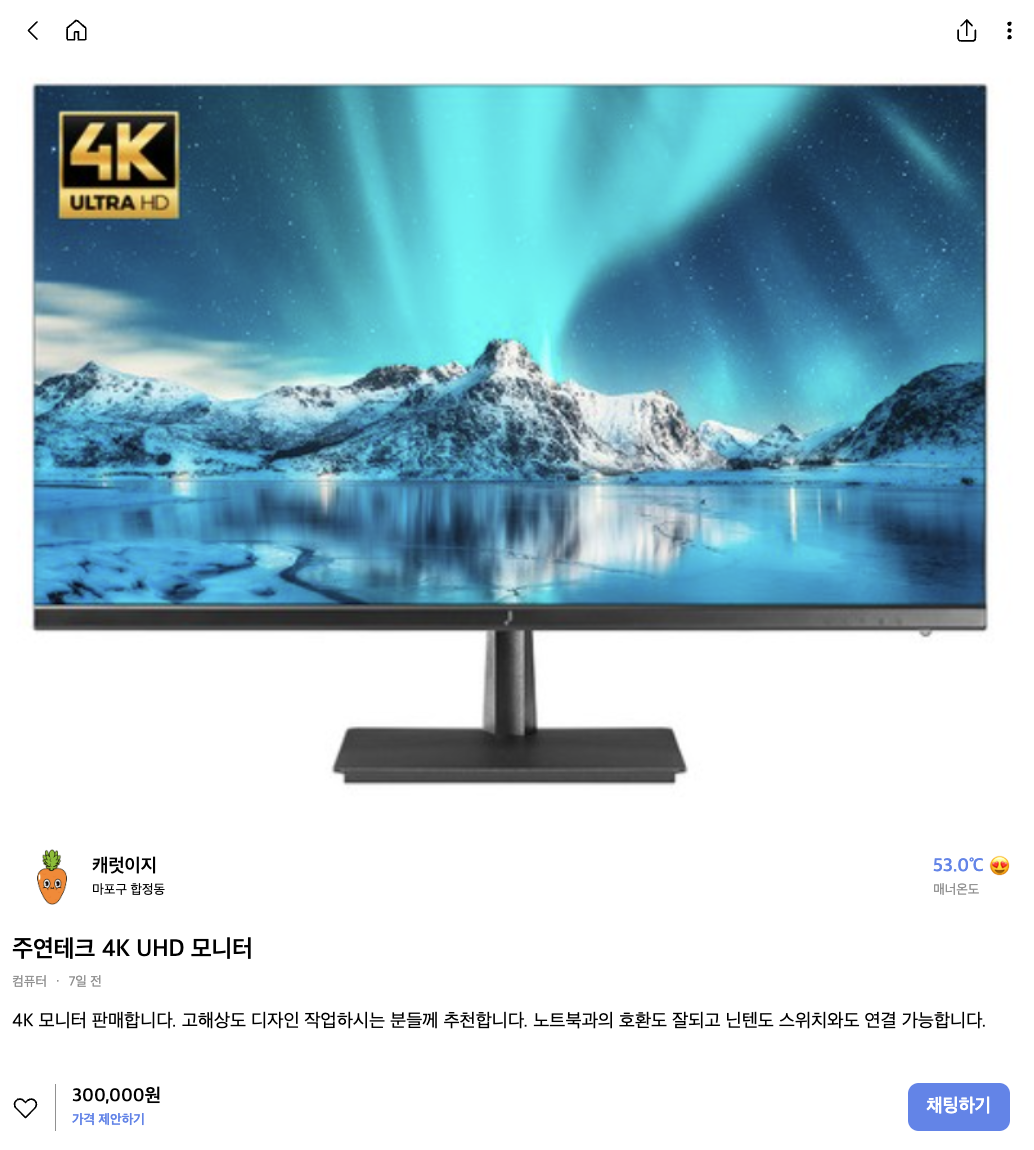 4K
ULTRA HD
캐럿이지
마포구 합정동
53.0℃ 😍
매너온도
주연테크 4K UHD 모니터
컴퓨터 · 7일 전
4K 모니터 판매합니다. 고해상도 디자인 작업하시는 분들께 추천합니다. 노트북과의 호환도 잘되고 닌텐도 스위치와도 연결 가능합니다.
300,000원
가격 제안하기
채팅하기